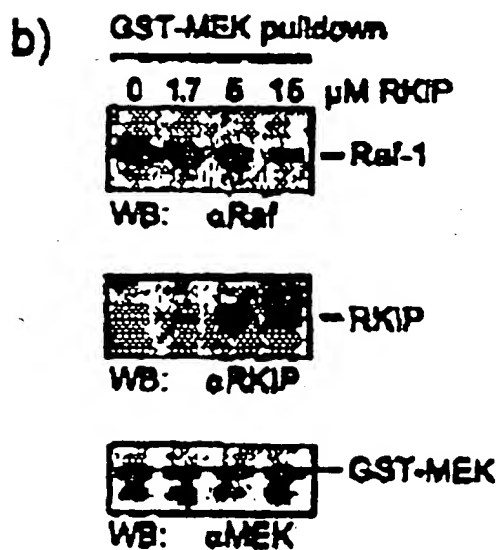 b) GST-MEK pulldown
0 1.7 5 15 µM RKIP
Raf-1
WB: αRaf
RKIP
WB: αRKIP
GST-MEK
WB: αMEK